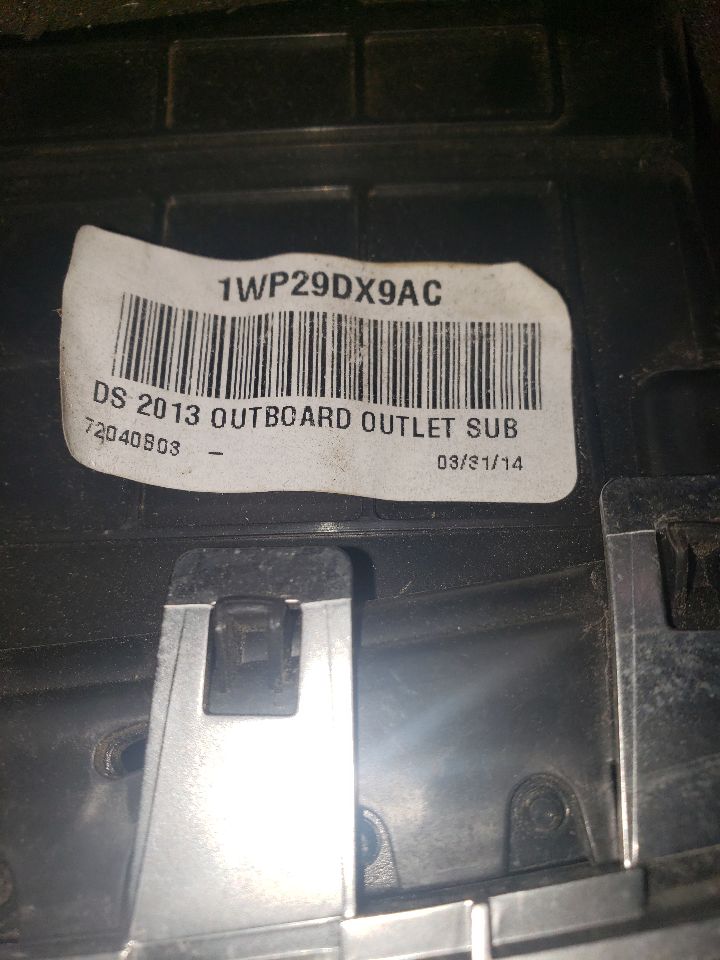 1WP29DX9AC
DS 2013 OUTBOARD OUTLET SUB
72040803 –
03/31/14